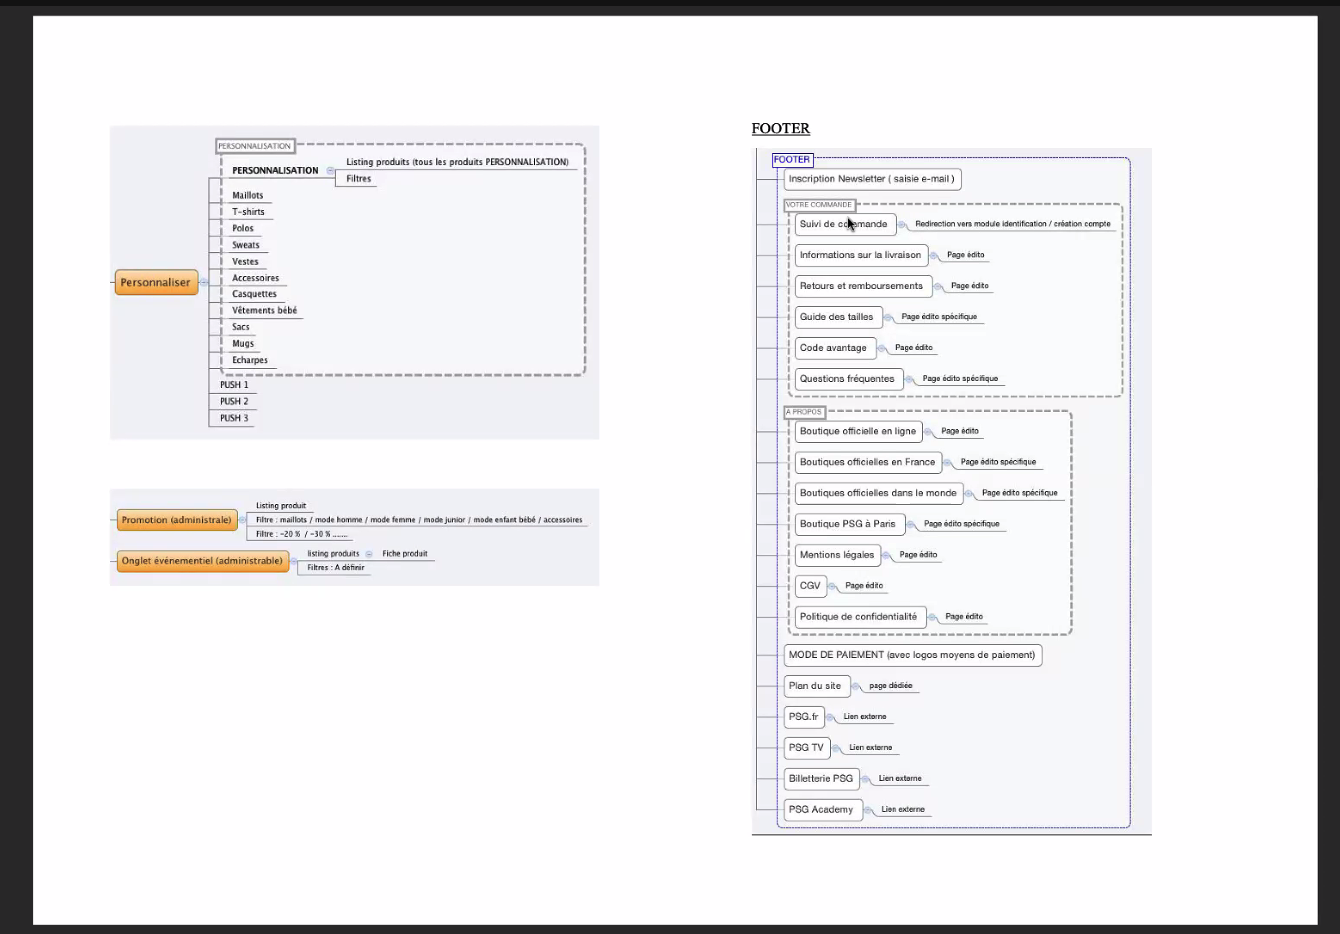 PERSONNALISATION
PERSONNALISATION
Listing produits (tous les produits PERSONNALISATION)
Filtres
Maillots
T-shirts
Polos
Sweats
Vestes
Personnaliser
Accessoires
Casquettes
Vêtements bébé
Sacs
Mugs
Echarpes
PUSH 1
PUSH 2
PUSH 3
Promotion (administrale)
Listing produit
Filtre : maillots / mode homme / mode femme / mode junior / mode enfant bébé / accessoires
Filtre : -20 % / -30 % .......
Onglet événementiel (administrable)
listing produits
Fiche produit
Filtres : A définir
FOOTER
FOOTER
Inscription Newsletter ( saisie e-mail )
VOTRE COMMANDE
Suivi de commande
Redirection vers module identification / création compte
Informations sur la livraison
Page édito
Retours et remboursements
Page édito
Guide des tailles
Page édito spécifique
Code avantage
Page édito
Questions fréquentes
Page édito spécifique
A PROPOS
Boutique officielle en ligne
Page édito
Boutiques officielles en France
Page édito spécifique
Boutiques officielles dans le monde
Page édito spécifique
Boutique PSG à Paris
Page édito spécifique
Mentions légales
Page édito
CGV
Page édito
Politique de confidentialité
Page édito
MODE DE PAIEMENT (avec logos moyens de paiement)
Plan du site
page dédiée
PSG.fr
Lien externe
PSG TV
Lien externe
Billetterie PSG
Lien externe
PSG Academy
Lien externe